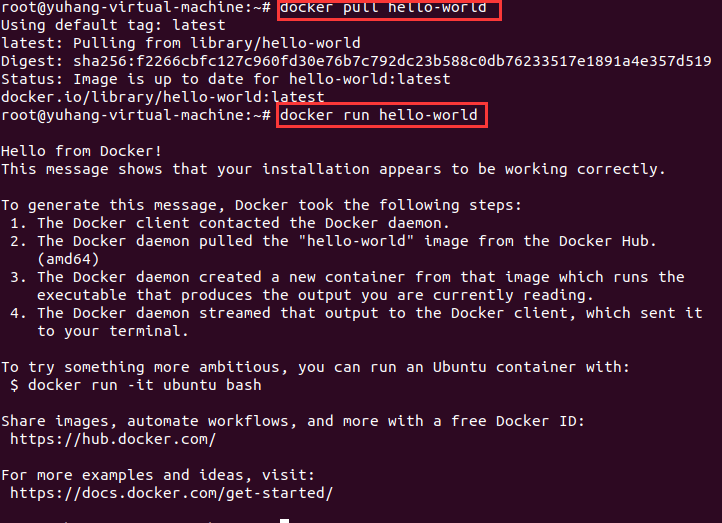 root@yuhang-virtual-machine:~# docker pull hello-world
Using default tag: latest
latest: Pulling from library/hello-world
Digest: sha256:f2266cbfc127c960fd30e76b7c792dc23b588c0db76233517e1891a4e357d519
Status: Image is up to date for hello-world:latest
docker.io/library/hello-world:latest
root@yuhang-virtual-machine:~# docker run hello-world
Hello from Docker!
This message shows that your installation appears to be working correctly.
To generate this message, Docker took the following steps:
1. The Docker client contacted the Docker daemon.
2. The Docker daemon pulled the "hello-world" image from the Docker Hub.
(amd64)
3. The Docker daemon created a new container from that image which runs the
executable that produces the output you are currently reading.
4. The Docker daemon streamed that output to the Docker client, which sent it
to your terminal.
To try something more ambitious, you can run an Ubuntu container with:
$ docker run -it ubuntu bash
Share images, automate workflows, and more with a free Docker ID:
https://hub.docker.com/
For more examples and ideas, visit:
https://docs.docker.com/get-started/